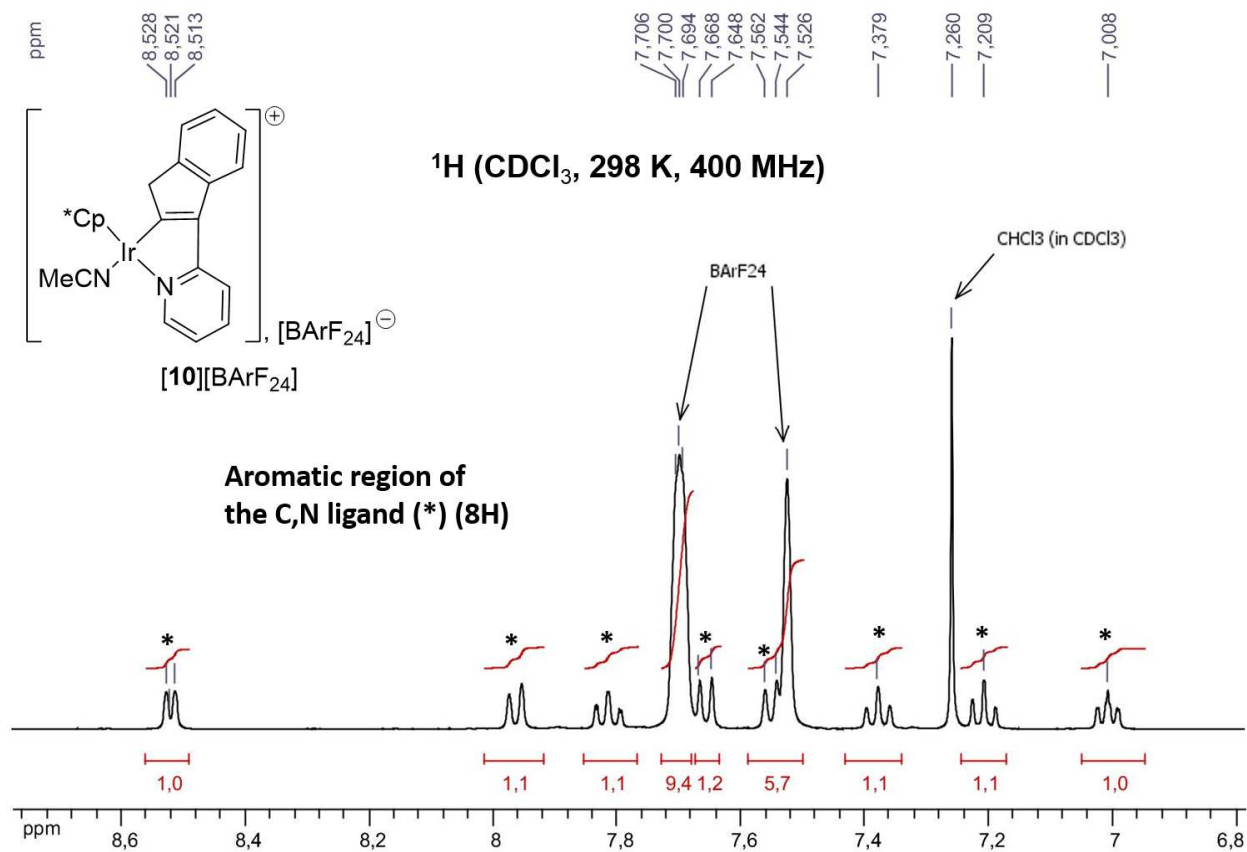 ppm
8,528
8,521
8,513
7,706
7,700
7,694
7,668
7,648
7,562
7,544
7,526
7,379
7,260
7,209
7,008
*Cp
Ir
MeCN
N
⊕
, [BArF₂₄]⊖
[10][BArF₂₄]
¹H (CDCl₃, 298 K, 400 MHz)
CHCl3 (in CDCl3)
BArF24
Aromatic region of
the C,N ligand (*) (8H)
* * * * * * * *
1,0 1,1 1,1 9,4 1,2 5,7 1,1 1,1 1,0
ppm 8,6 8,4 8,2 8 7,8 7,6 7,4 7,2 7 6,8